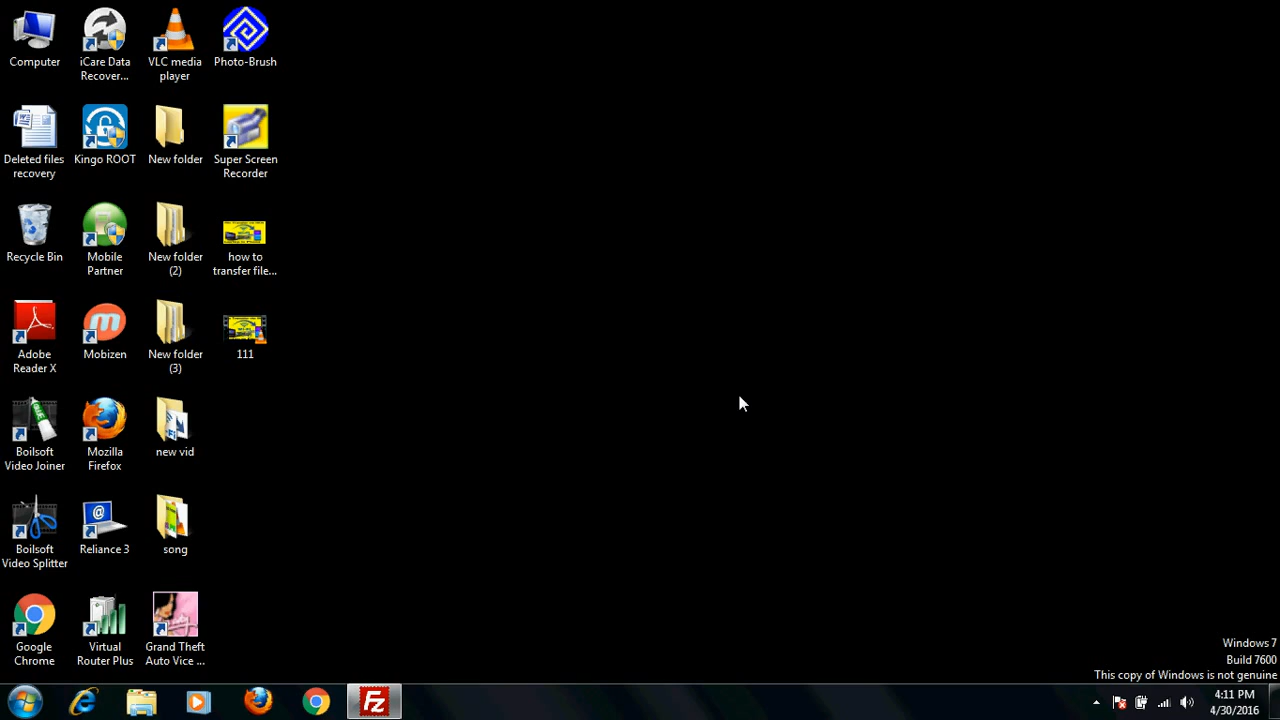 Computer
iCare Data
Recover...
VLC media
player
Photo-Brush
Deleted files
recovery
Kingo ROOT
New folder
Super Screen
Recorder
Recycle Bin
Mobile
Partner
New folder
(2)
how to
transfer file...
Adobe
Reader X
Mobizen
New folder
(3)
111
Boilsoft
Video Joiner
Mozilla
Firefox
new vid
Boilsoft
Video Splitter
Reliance 3
song
Google
Chrome
Virtual
Router Plus
Grand Theft
Auto Vice ...
Windows 7
Build 7600
This copy of Windows is not genuine
4:11 PM
4/30/2016